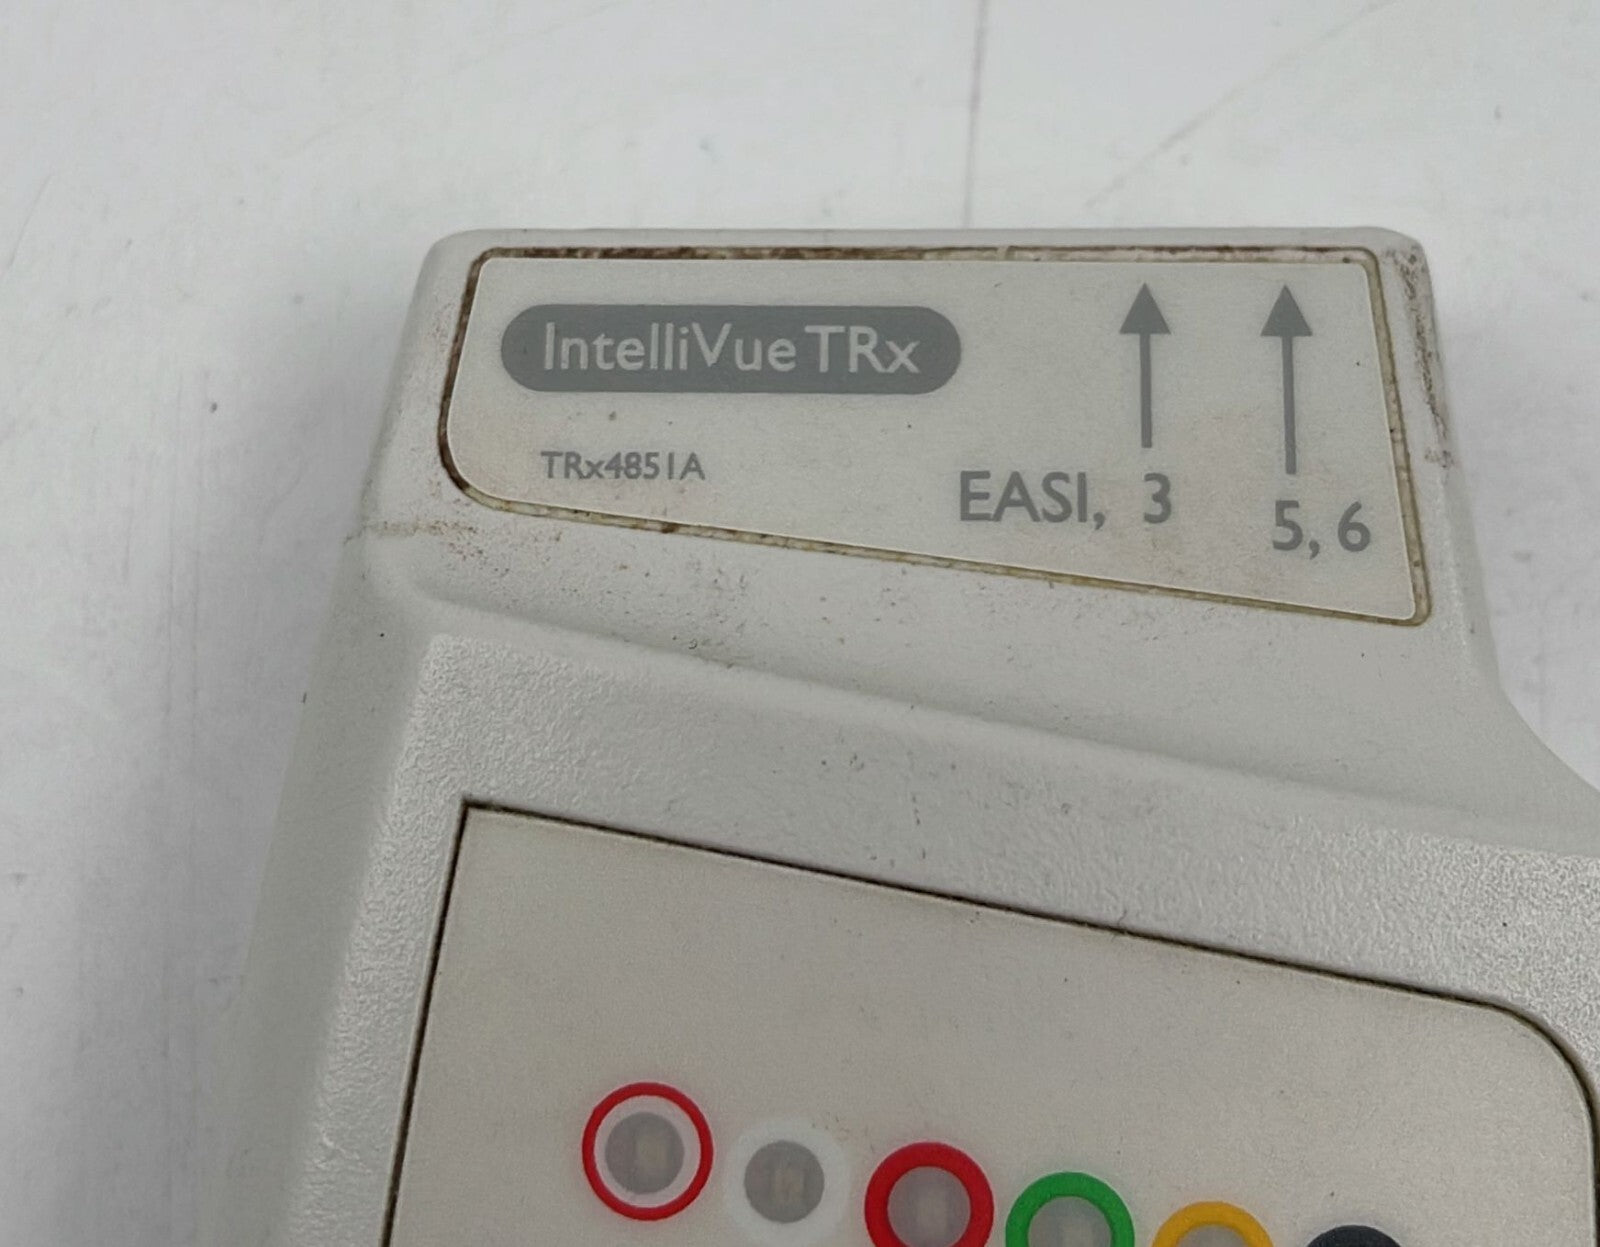 IntelliVue TRx
TRx4851A
EASI, 3
5, 6